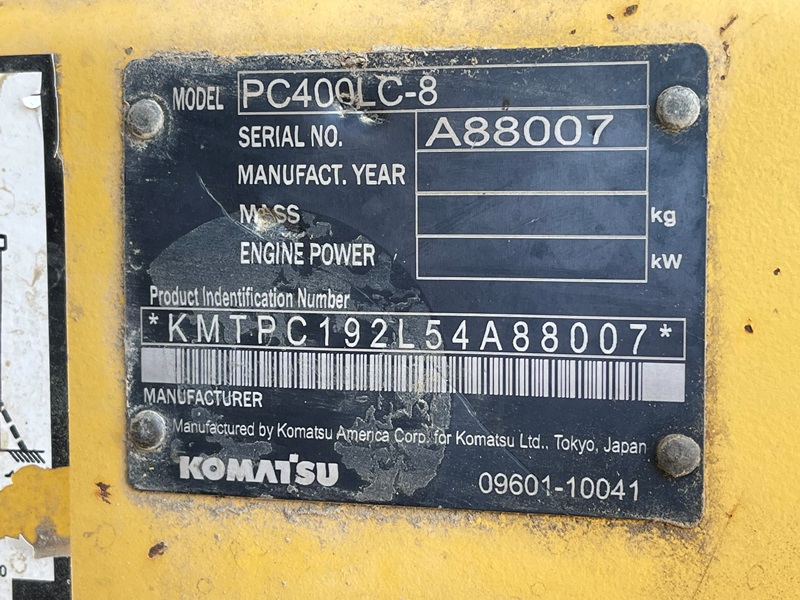 MODEL PC400LC-8
SERIAL NO. A88007
MANUFACT. YEAR
MASS kg
ENGINE POWER kW
Product Indentification Number
*KMTPC192L54A88007*
MANUFACTURER
Manufactured by Komatsu America Corp. for Komatsu Ltd., Tokyo, Japan
KOMATSU 09601-10041
0